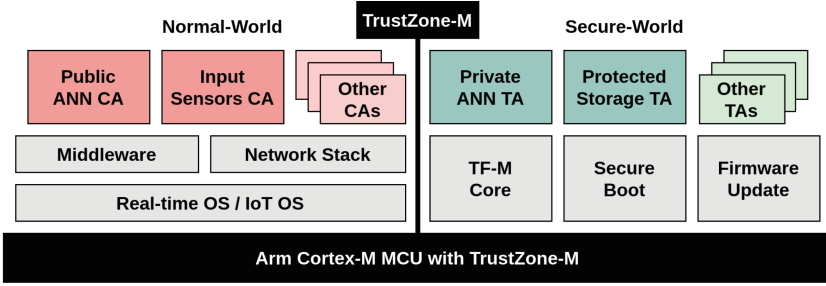 TrustZone-M
Normal-World
Secure-World
Public
ANN CA
Input
Sensors CA
Other
CAs
Private
ANN TA
Protected
Storage TA
Other
TAs
Middleware
Network Stack
Real-time OS / IoT OS
TF-M
Core
Secure
Boot
Firmware
Update
Arm Cortex-M MCU with TrustZone-M